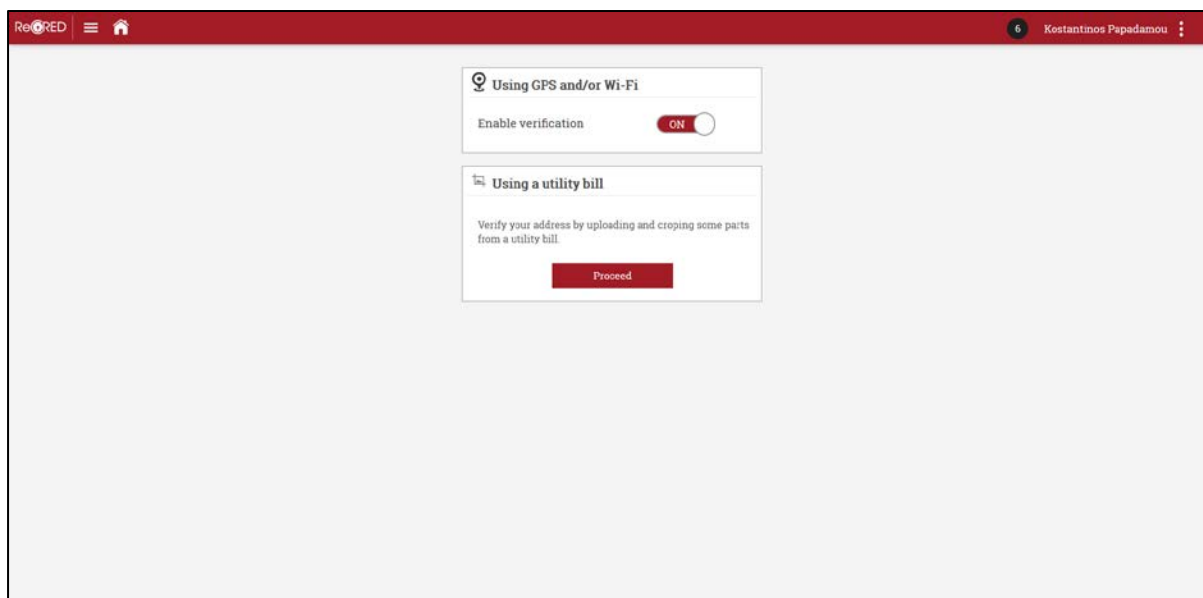 ReCRED
6 Kostantinos Papadamou
Using GPS and/or Wi-Fi
Enable verification ON
Using a utility bill
Verify your address by uploading and croping some parts
from a utility bill.
Proceed